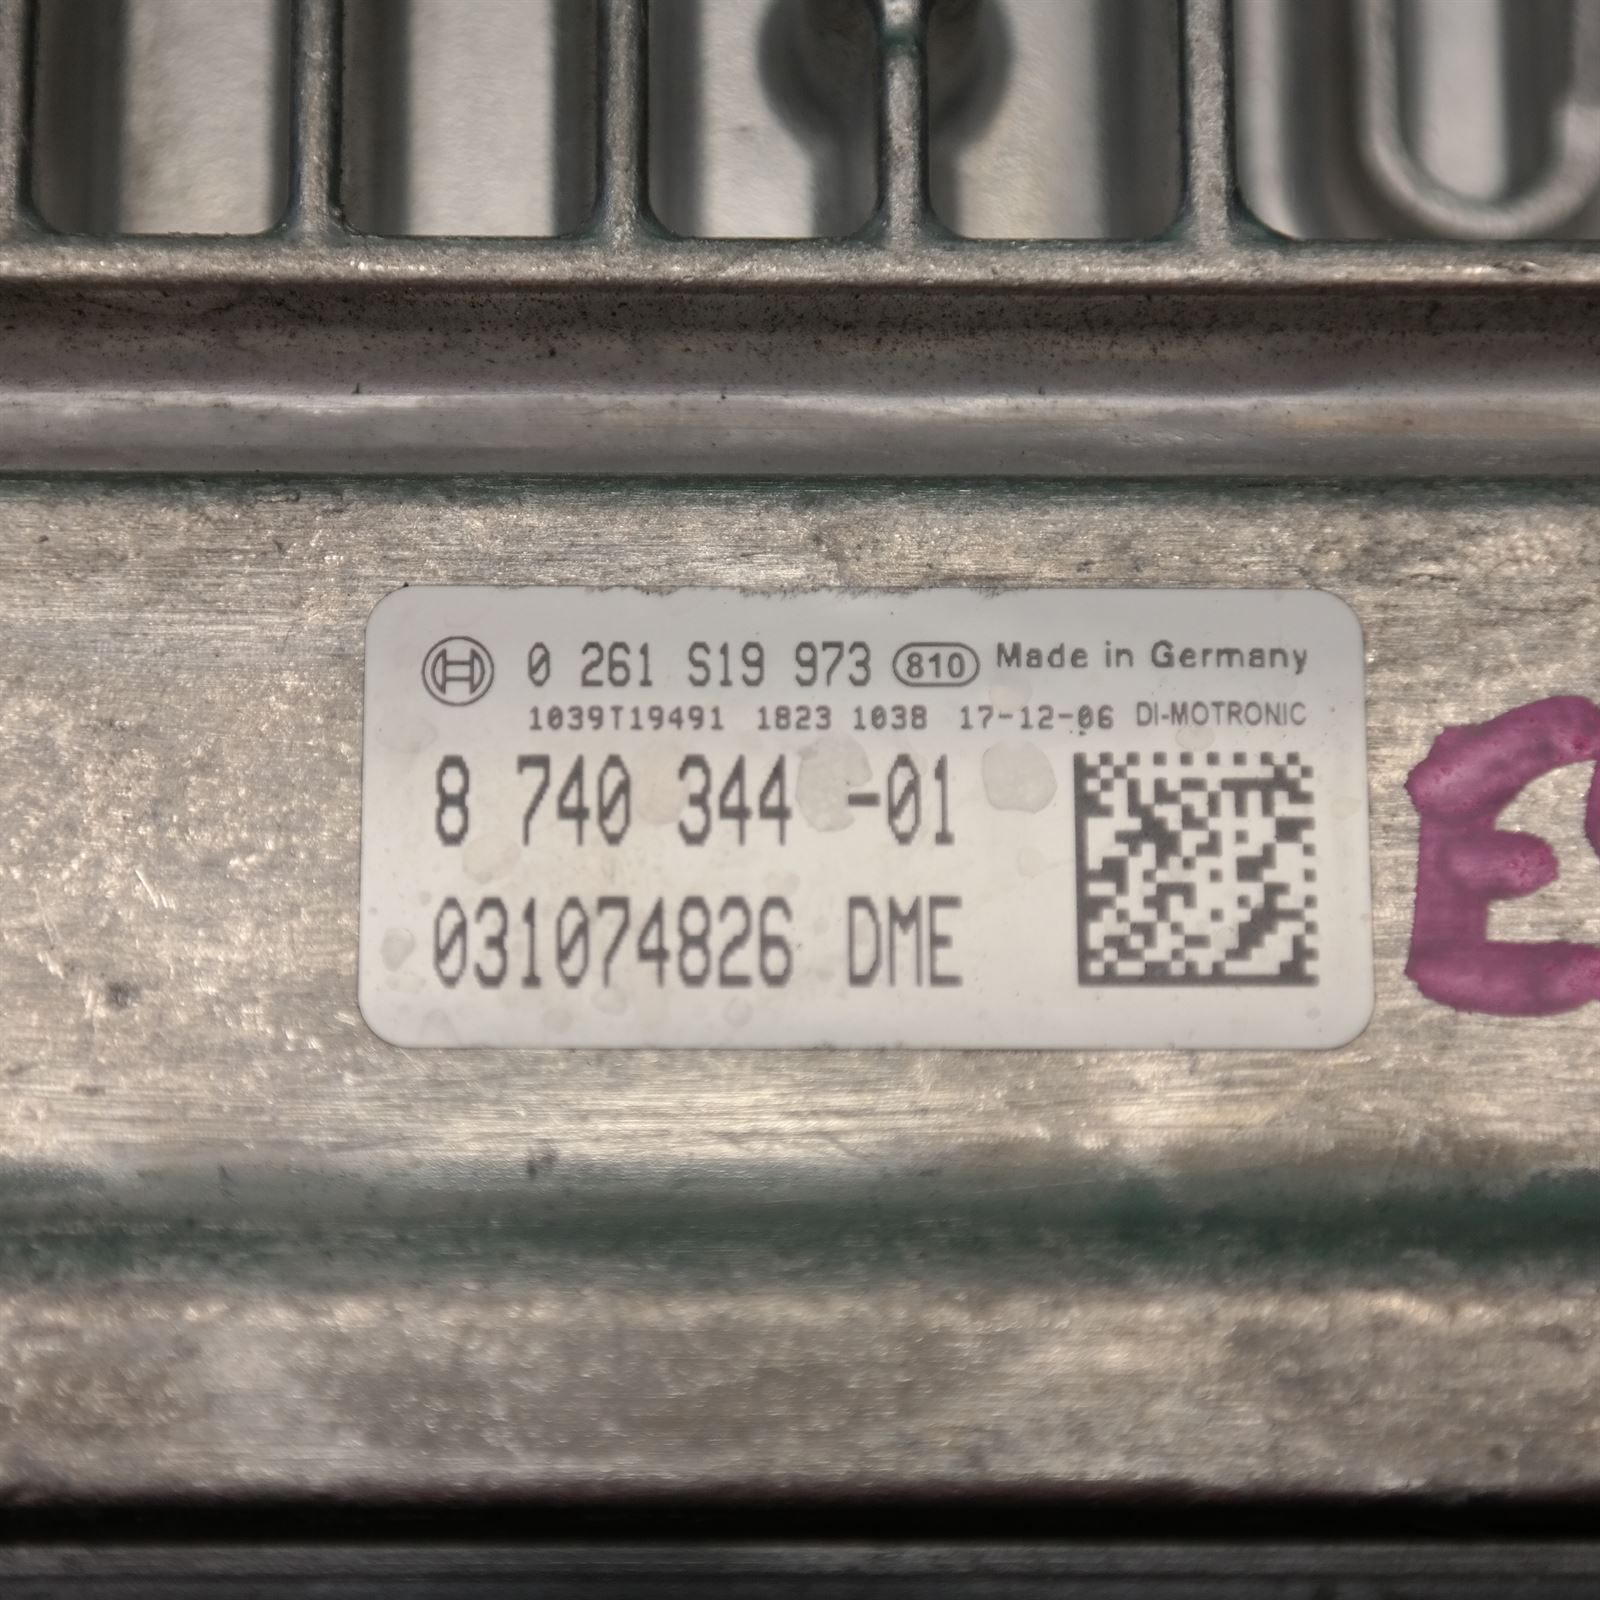 0 261 S19 973 810 Made in Germany
1039T19491 1823 1038 17-12-06 DI-MOTRONIC
8 740 344 -01
031074826 DME